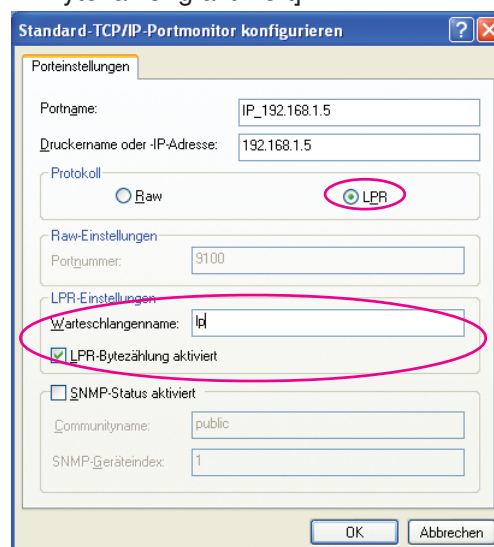 Standard-TCP/IP-Portmonitor konfigurieren
Porteinstellungen
Portname: IP_192.168.1.5
Druckername oder -IP-Adresse: 192.168.1.5
Protokoll
Raw LPR
Raw-Einstellungen
Portnummer: 9100
LPR-Einstellungen
Warteschlangenname: lp
LPR-Bytezählung aktiviert
SNMP-Status aktiviert
Communityname: public
SNMP-Geräteindex: 1
OK Abbrechen